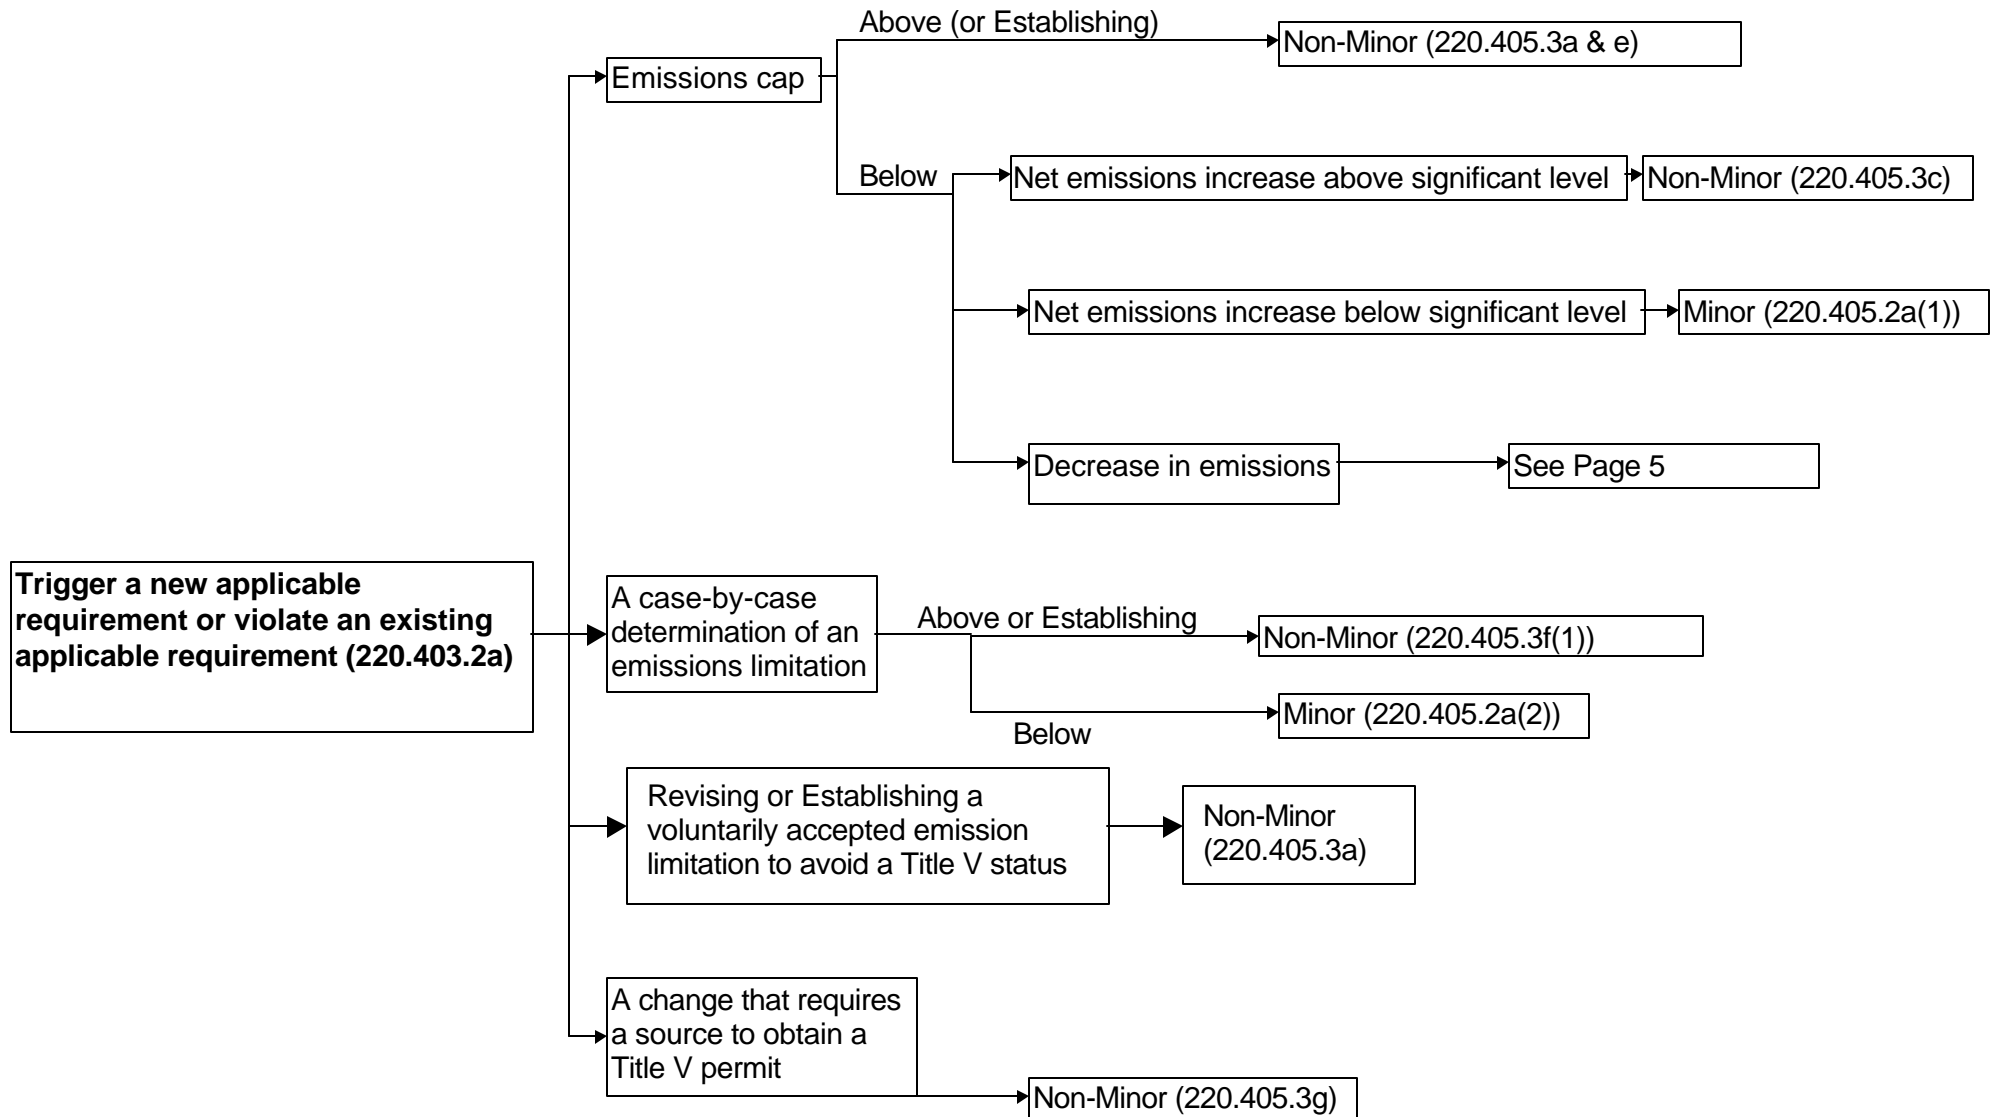 Above (or Establishing)
Non-Minor (220.405.3a & e)
Emissions cap
Below
Net emissions increase above significant level
Non-Minor (220.405.3c)
Net emissions increase below significant level
Minor (220.405.2a(1))
Decrease in emissions
See Page 5
Trigger a new applicable
requirement or violate an existing
applicable requirement (220.403.2a)
A case-by-case
determination of an
emissions limitation
Above or Establishing
Non-Minor (220.405.3f(1))
Minor (220.405.2a(2))
Below
Revising or Establishing a
voluntarily accepted emission
limitation to avoid a Title V status
Non-Minor
(220.405.3a)
A change that requires
a source to obtain a
Title V permit
Non-Minor (220.405.3g)